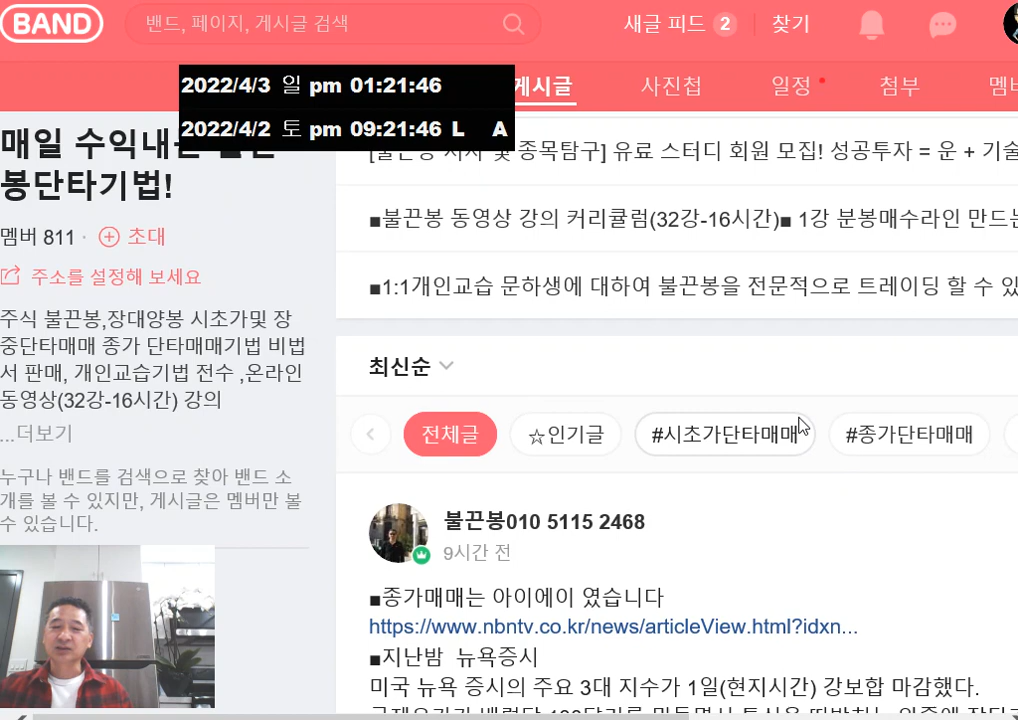 BAND
밴드, 페이지, 게시글 검색
새글 피드 2
찾기
2022/4/3 일 pm 01:21:46
2022/4/2 토 pm 09:21:46 L A
게시글
사진첩
일정
첨부
매일 수익내는
봉단타기법!
멤버 811 · 초대
주소를 설정해 보세요
주식 불끈봉,장대양봉 시초가및 장
중단타매매 종가 단타매매기법 비법
서 판매, 개인교습기법 전수 ,온라인
동영상(32강-16시간) 강의
...더보기
누구나 밴드를 검색으로 찾아 밴드 소
개를 볼 수 있지만, 게시글은 멤버만 볼
수 있습니다.
종목탐구] 유료 스터디 회원 모집! 성공투자 = 운 + 기술
■불끈봉 동영상 강의 커리큘럼(32강-16시간)■ 1강 분봉매수라인 만드는
■1:1개인교습 문하생에 대하여 불끈봉을 전문적으로 트레이딩 할 수 있
최신순
전체글
☆인기글
#시초가단타매매
#종가단타매매
불끈봉010 5115 2468
9시간 전
■종가매매는 아이에이 였습니다
https://www.nbntv.co.kr/news/articleView.html?idxn...
■지난밤 뉴욕증시
미국 뉴욕 증시의 주요 3대 지수가 1일(현지시간) 강보합 마감했다.